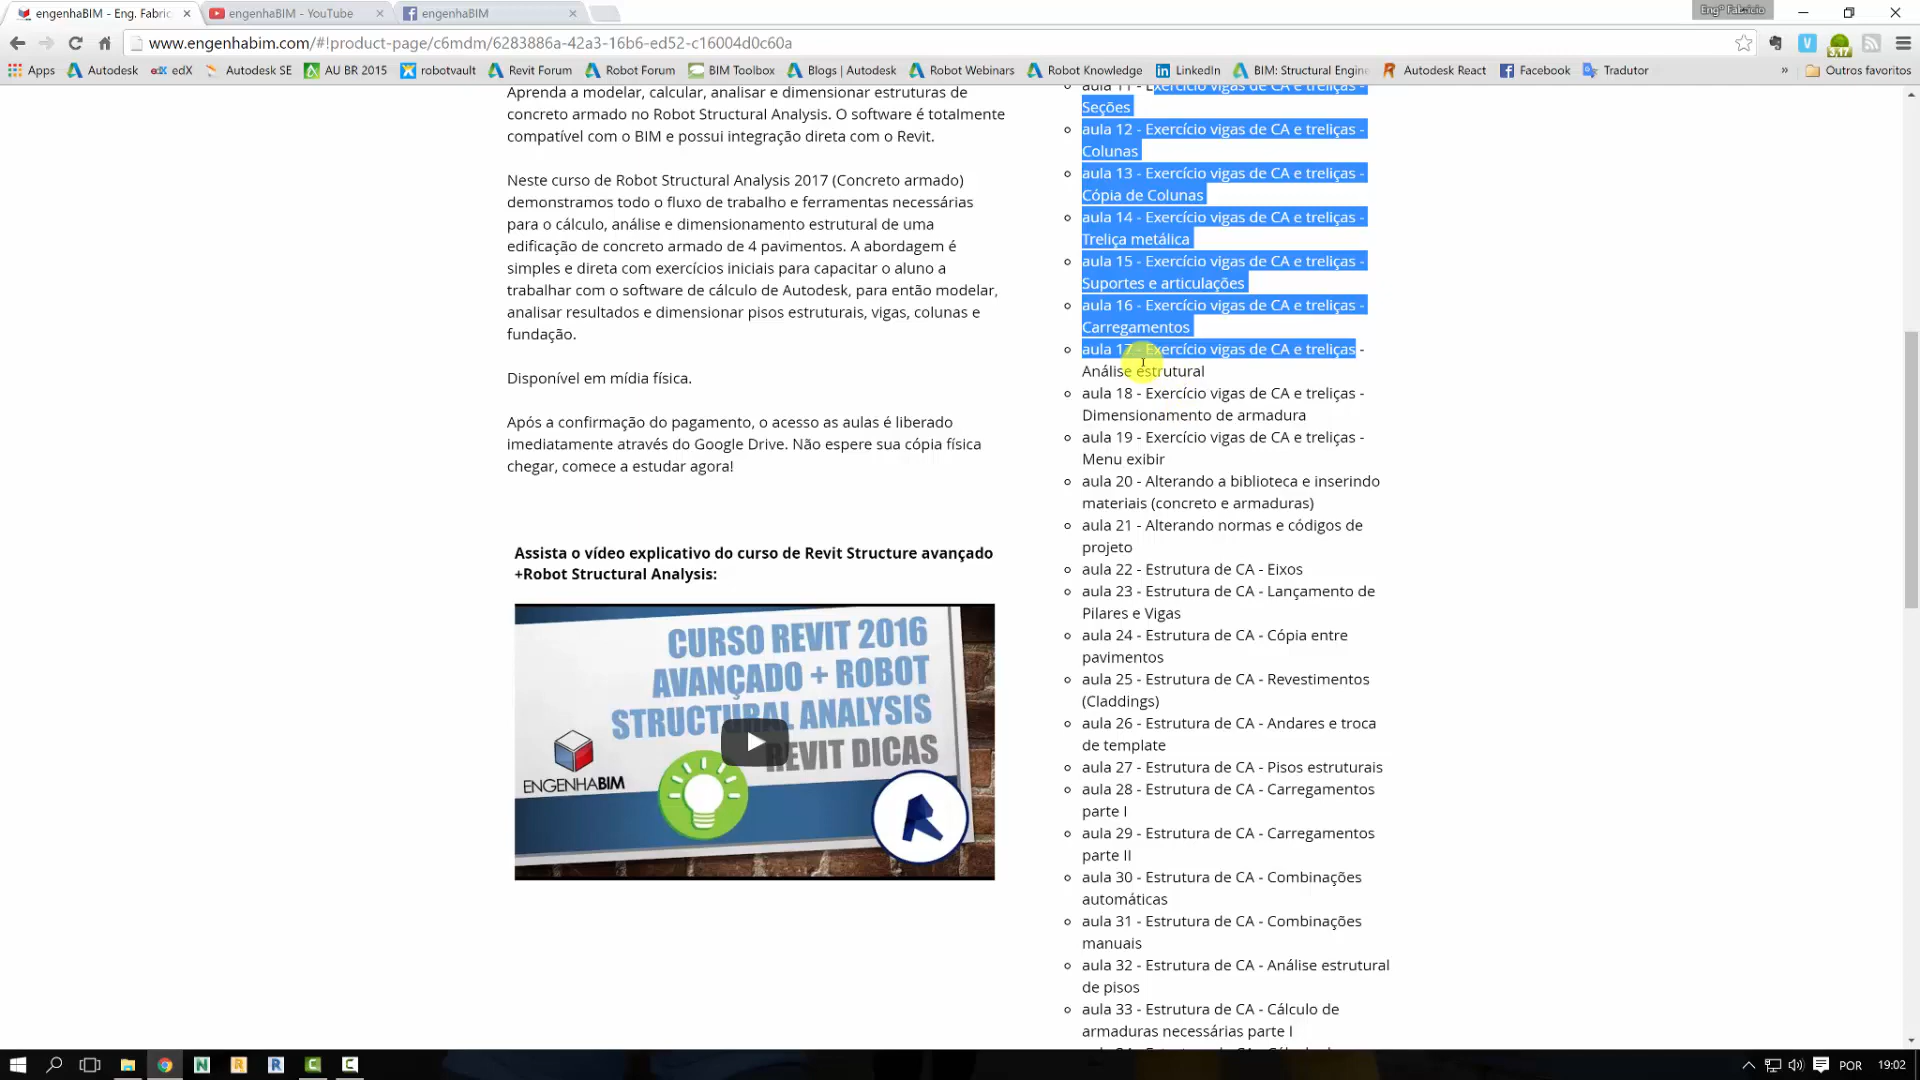 engenhaBIM - Eng. Fabric
engenhaBIM - YouTube
engenhaBIM
Engº Fabricio
www.engenhabim.com/#!product-page/c6mdm/6283886a-42a3-16b6-ed52-c16004d0c60a
Apps
Autodesk
edX
Autodesk SE
AU BR 2015
robotvault
Revit Forum
Robot Forum
BIM Toolbox
Blogs | Autodesk
Robot Webinars
Robot Knowledge
LinkedIn
BIM: Structural Engine
Autodesk React
Facebook
Tradutor
»
Outros favoritos
Aprenda a modelar, calcular, analisar e dimensionar estruturas de
concreto armado no Robot Structural Analysis. O software é totalmente
compatível com o BIM e possui integração direta com o Revit.
Neste curso de Robot Structural Analysis 2017 (Concreto armado)
demonstramos todo o fluxo de trabalho e ferramentas necessárias
para o cálculo, análise e dimensionamento estrutural de uma
edificação de concreto armado de 4 pavimentos. A abordagem é
simples e direta com exercícios iniciais para capacitar o aluno a
trabalhar com o software de cálculo de Autodesk, para então modelar,
analisar resultados e dimensionar pisos estruturais, vigas, colunas e
fundação.
Disponível em mídia física.
Após a confirmação do pagamento, o acesso as aulas é liberado
imediatamente através do Google Drive. Não espere sua cópia física
chegar, comece a estudar agora!
Assista o vídeo explicativo do curso de Revit Structure avançado
+Robot Structural Analysis:
CURSO REVIT 2016
AVANÇADO + ROBOT
STRUCTURAL ANALYSIS
REVIT DICAS
ENGENHABIM
aula 11 - Exercício vigas de CA e treliças -
Seções
aula 12 - Exercício vigas de CA e treliças -
Colunas
aula 13 - Exercício vigas de CA e treliças -
Cópia de Colunas
aula 14 - Exercício vigas de CA e treliças -
Treliça metálica
aula 15 - Exercício vigas de CA e treliças -
Suportes e articulações
aula 16 - Exercício vigas de CA e treliças -
Carregamentos
aula 17 - Exercício vigas de CA e treliças -
Análise estrutural
aula 18 - Exercício vigas de CA e treliças -
Dimensionamento de armadura
aula 19 - Exercício vigas de CA e treliças -
Menu exibir
aula 20 - Alterando a biblioteca e inserindo
materiais (concreto e armaduras)
aula 21 - Alterando normas e códigos de
projeto
aula 22 - Estrutura de CA - Eixos
aula 23 - Estrutura de CA - Lançamento de
Pilares e Vigas
aula 24 - Estrutura de CA - Cópia entre
pavimentos
aula 25 - Estrutura de CA - Revestimentos
(Claddings)
aula 26 - Estrutura de CA - Andares e troca
de template
aula 27 - Estrutura de CA - Pisos estruturais
aula 28 - Estrutura de CA - Carregamentos
parte I
aula 29 - Estrutura de CA - Carregamentos
parte II
aula 30 - Estrutura de CA - Combinações
automáticas
aula 31 - Estrutura de CA - Combinações
manuais
aula 32 - Estrutura de CA - Análise estrutural
de pisos
aula 33 - Estrutura de CA - Cálculo de
armaduras necessárias parte I
POR
19:02